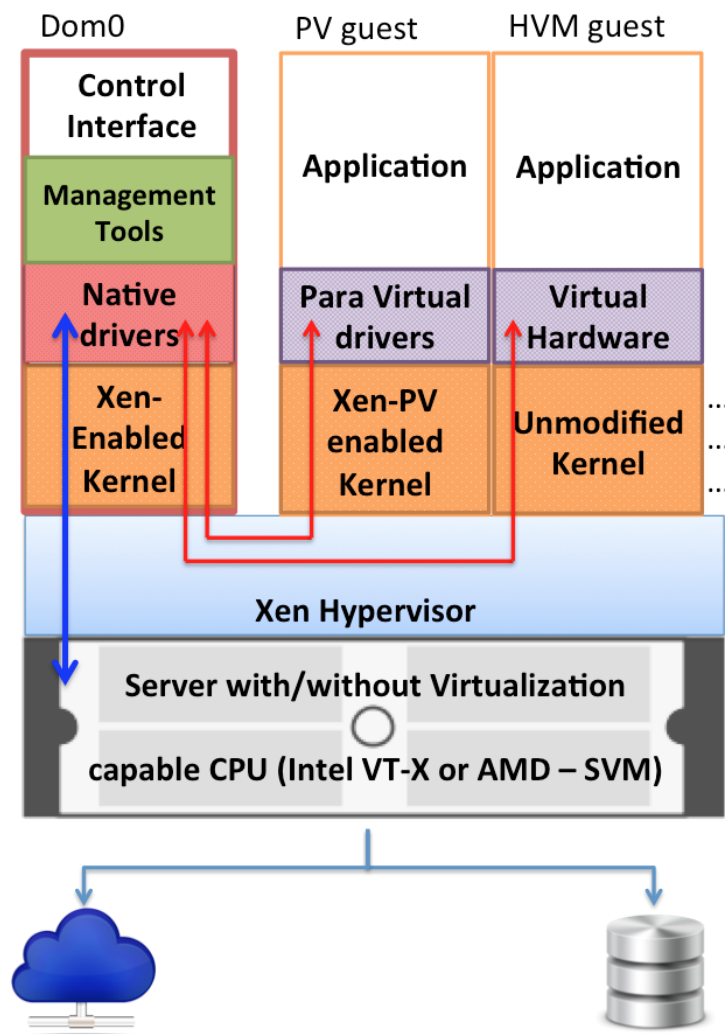 Dom0
PV guest
HVM guest
Control
Interface
Management
Tools
Native
drivers
Xen-
Enabled
Kernel
Application
Para Virtual
drivers
Xen-PV
enabled
Kernel
Application
Virtual
Hardware
Unmodified
Kernel
...
...
...
Xen Hypervisor
Server with/without Virtualization
capable CPU (Intel VT-X or AMD – SVM)